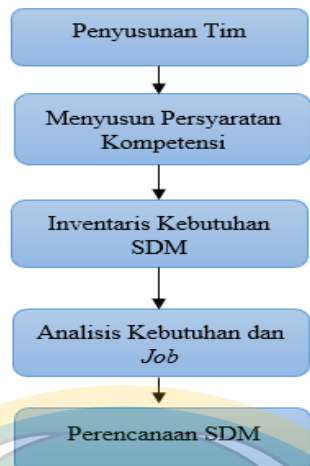 Penyusunan Tim
Menyusun Persyaratan
Kompetensi
Inventaris Kebutuhan
SDM
Analisis Kebutuhan dan
Job
Perencanaan SDM